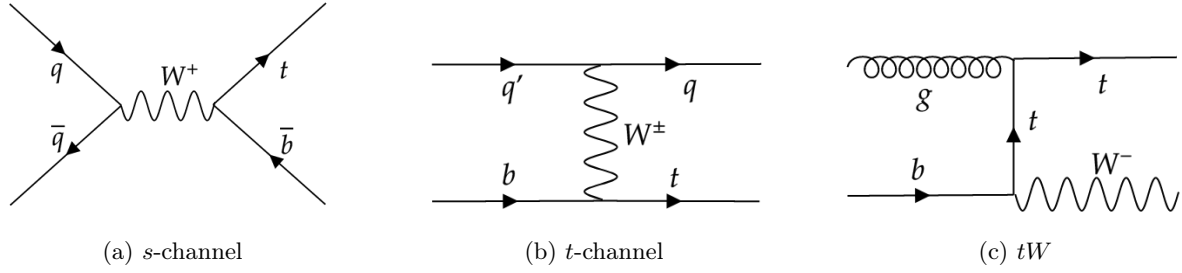 q
q̄
W⁺
t
b̄
(a) s-channel
q′
q
W±
b
t
(b) t-channel
g
t
t
b
W⁻
(c) tW